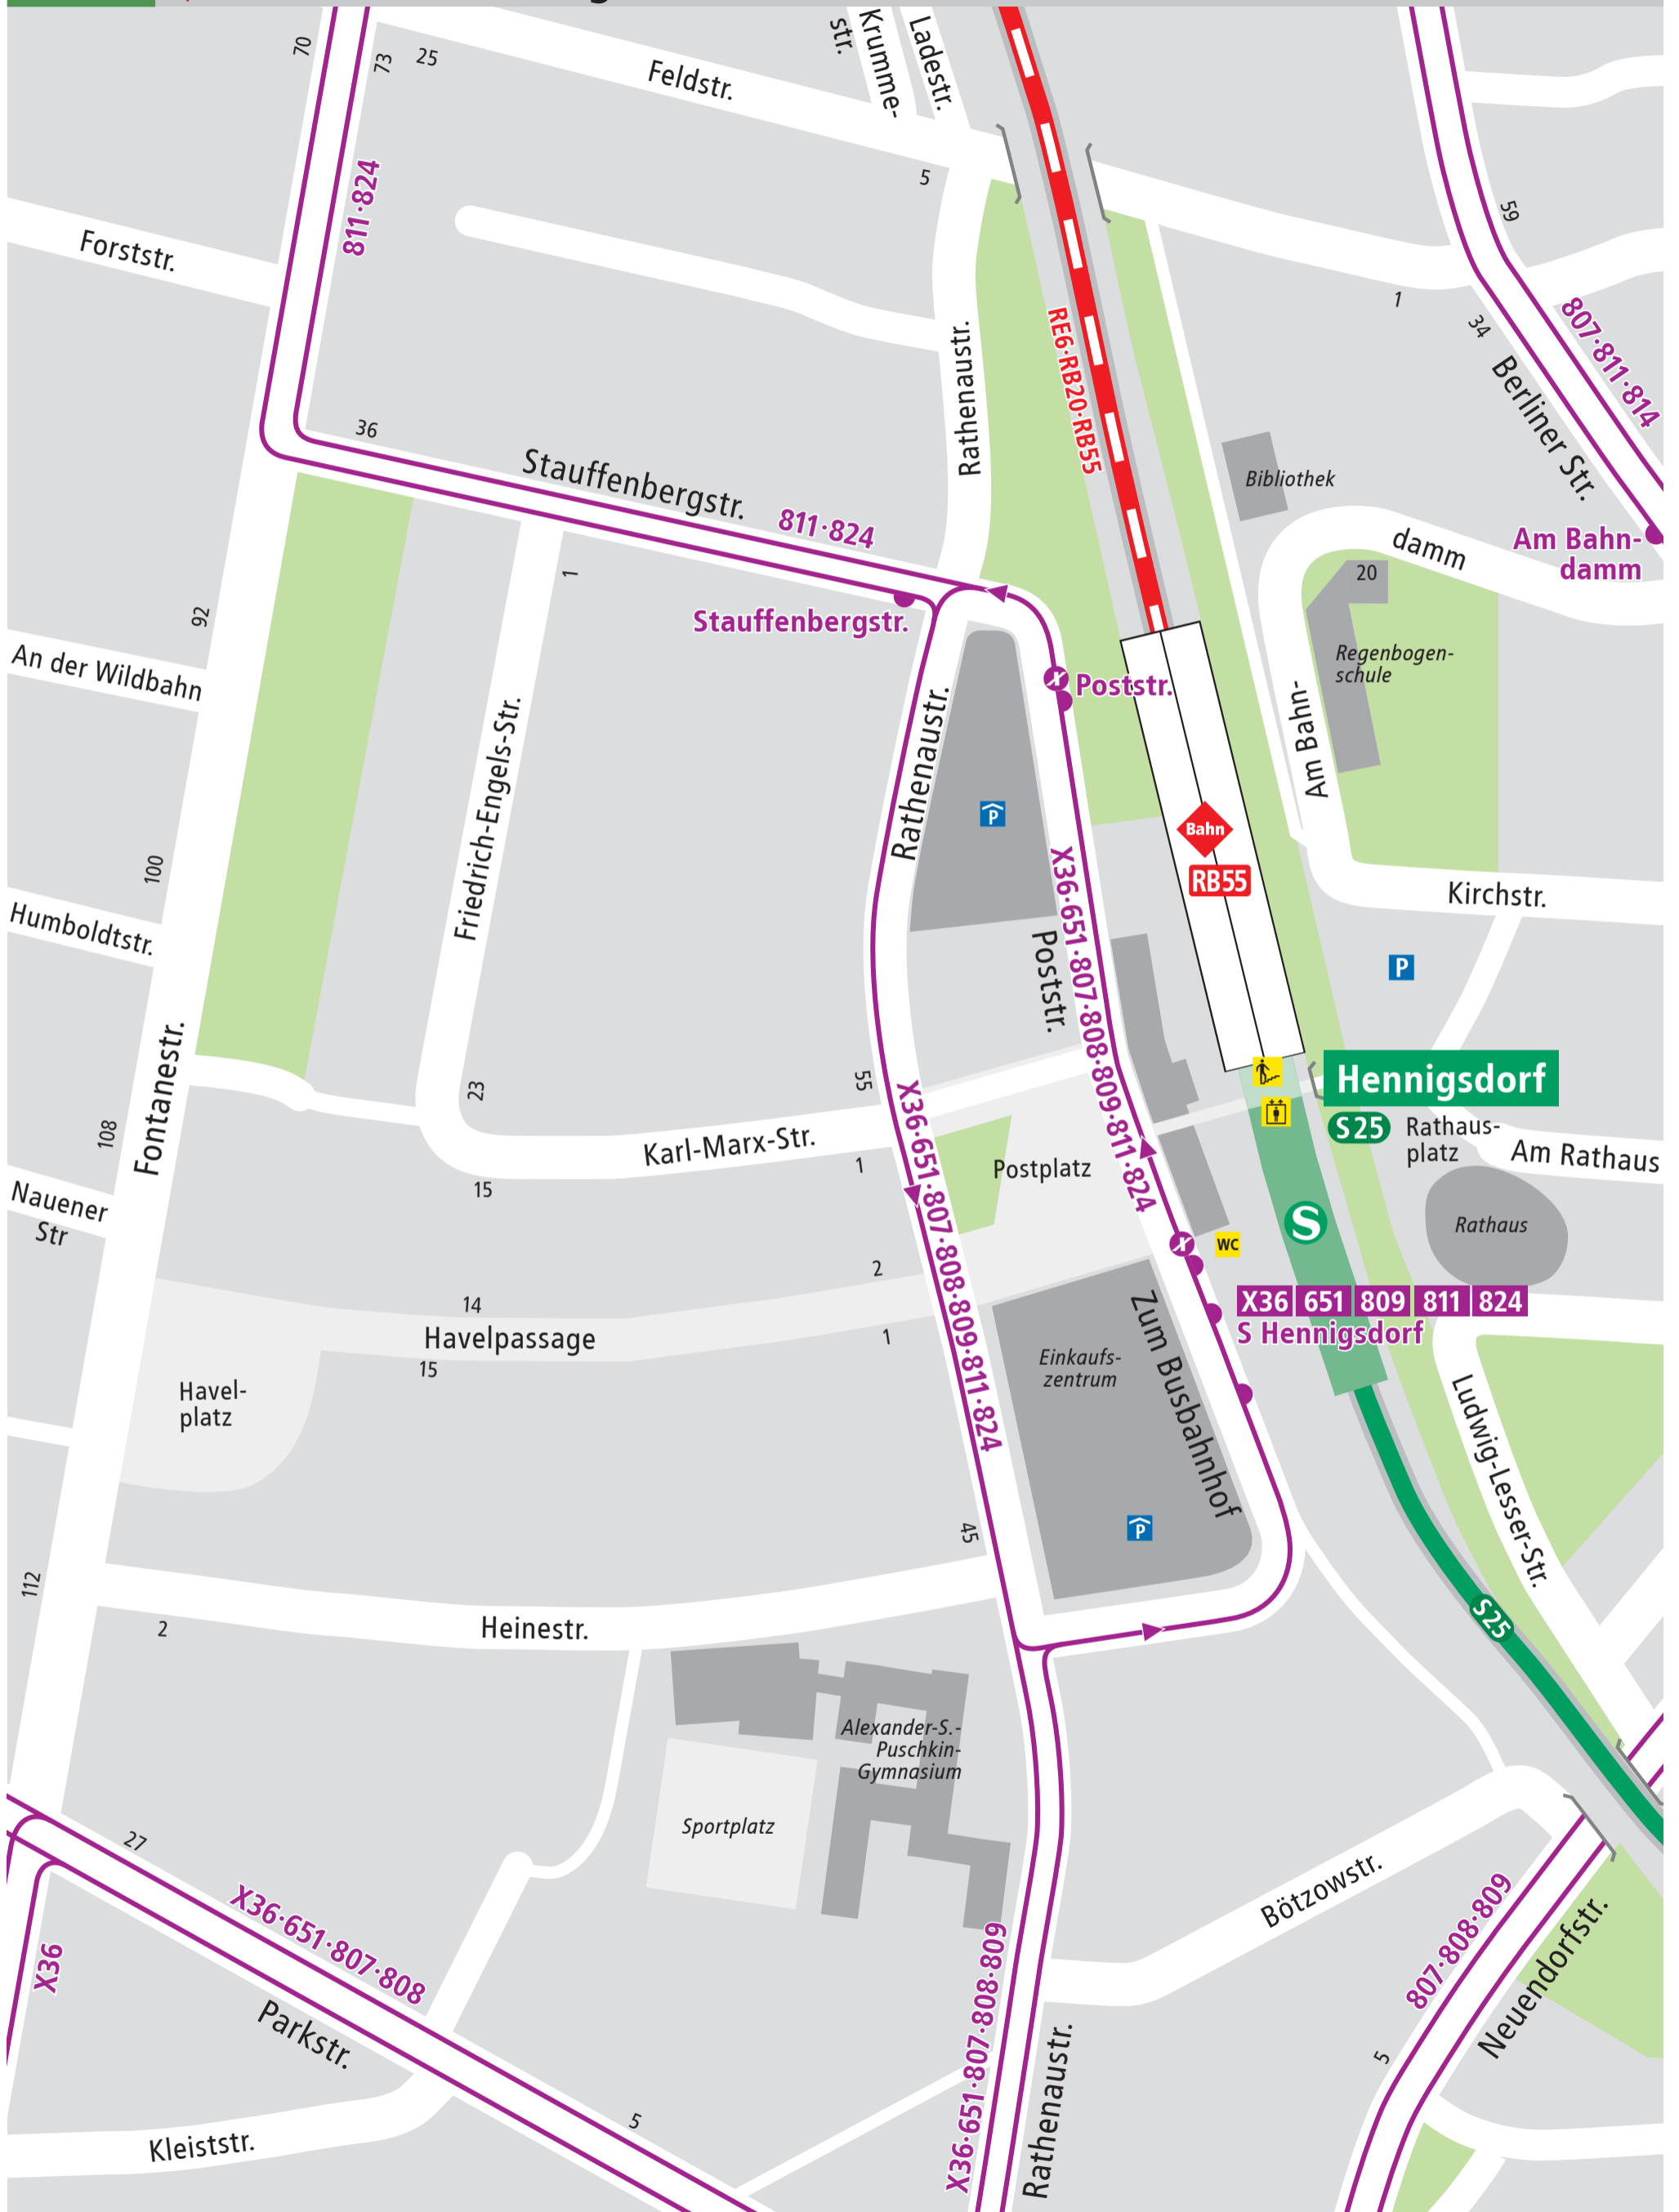 70
73
25
Feldstr.
Krumme-
str.
Ladestr.
5
811·824
Forststr.
59
1
34
807·811·814
Berliner Str.
RE6·RB20·RB55
Rathenaustr.
36
Stauffenbergstr.
811·824
Bibliothek
damm
Am Bahn-
damm
20
1
92
Stauffenbergstr.
An der Wildbahn
Regenbogen-
schule
Poststr.
Am Bahn-
Rathenaustr.
Friedrich-Engels-Str.
P
Bahn
RB55
100
Kirchstr.
Humboldtstr.
P
Poststr.
X36·651·807·808·809·811·824
Fontanestr.
55
23
Hennigsdorf
S25
Rathaus-
platz
108
Karl-Marx-Str.
Am Rathaus
1
Postplatz
15
Nauener
Str
X36·651·807·808·809·811·824
S
Rathaus
X
WC
2
14
X36 651 809 811 824
S Hennigsdorf
Havelpassage
1
15
Einkaufs-
zentrum
Zum Busbahnhof
Havel-
platz
Ludwig-Lesser-Str.
45
P
112
2
Heinestr.
S25
Alexander-S.-
Puschkin-
Gymnasium
Sportplatz
27
X36·651·807·808
X36
Bötzowstr.
807·808·809
Neuendorfstr.
X36·651·807·808·809
Parkstr.
Rathenaustr.
5
5
Kleiststr.
X